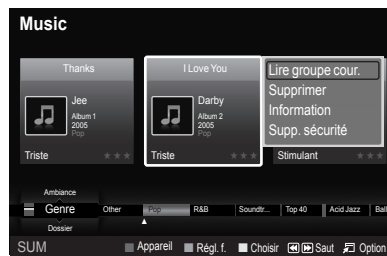 Music
Thanks
I Love You
Lire groupe cour.
Supprimer
Information
Supp. sécurité
Jee
Album 1
2005
Pop
Darby
Album 2
2005
Pop
Triste
Triste
Stimulant
Ambiance
Genre
Other
Pop
R&B
Soundtr...
Top 40
Acid Jazz
Ball
Dossier
SUM
Appareil
Régl. f.
Choisir
Saut
Option